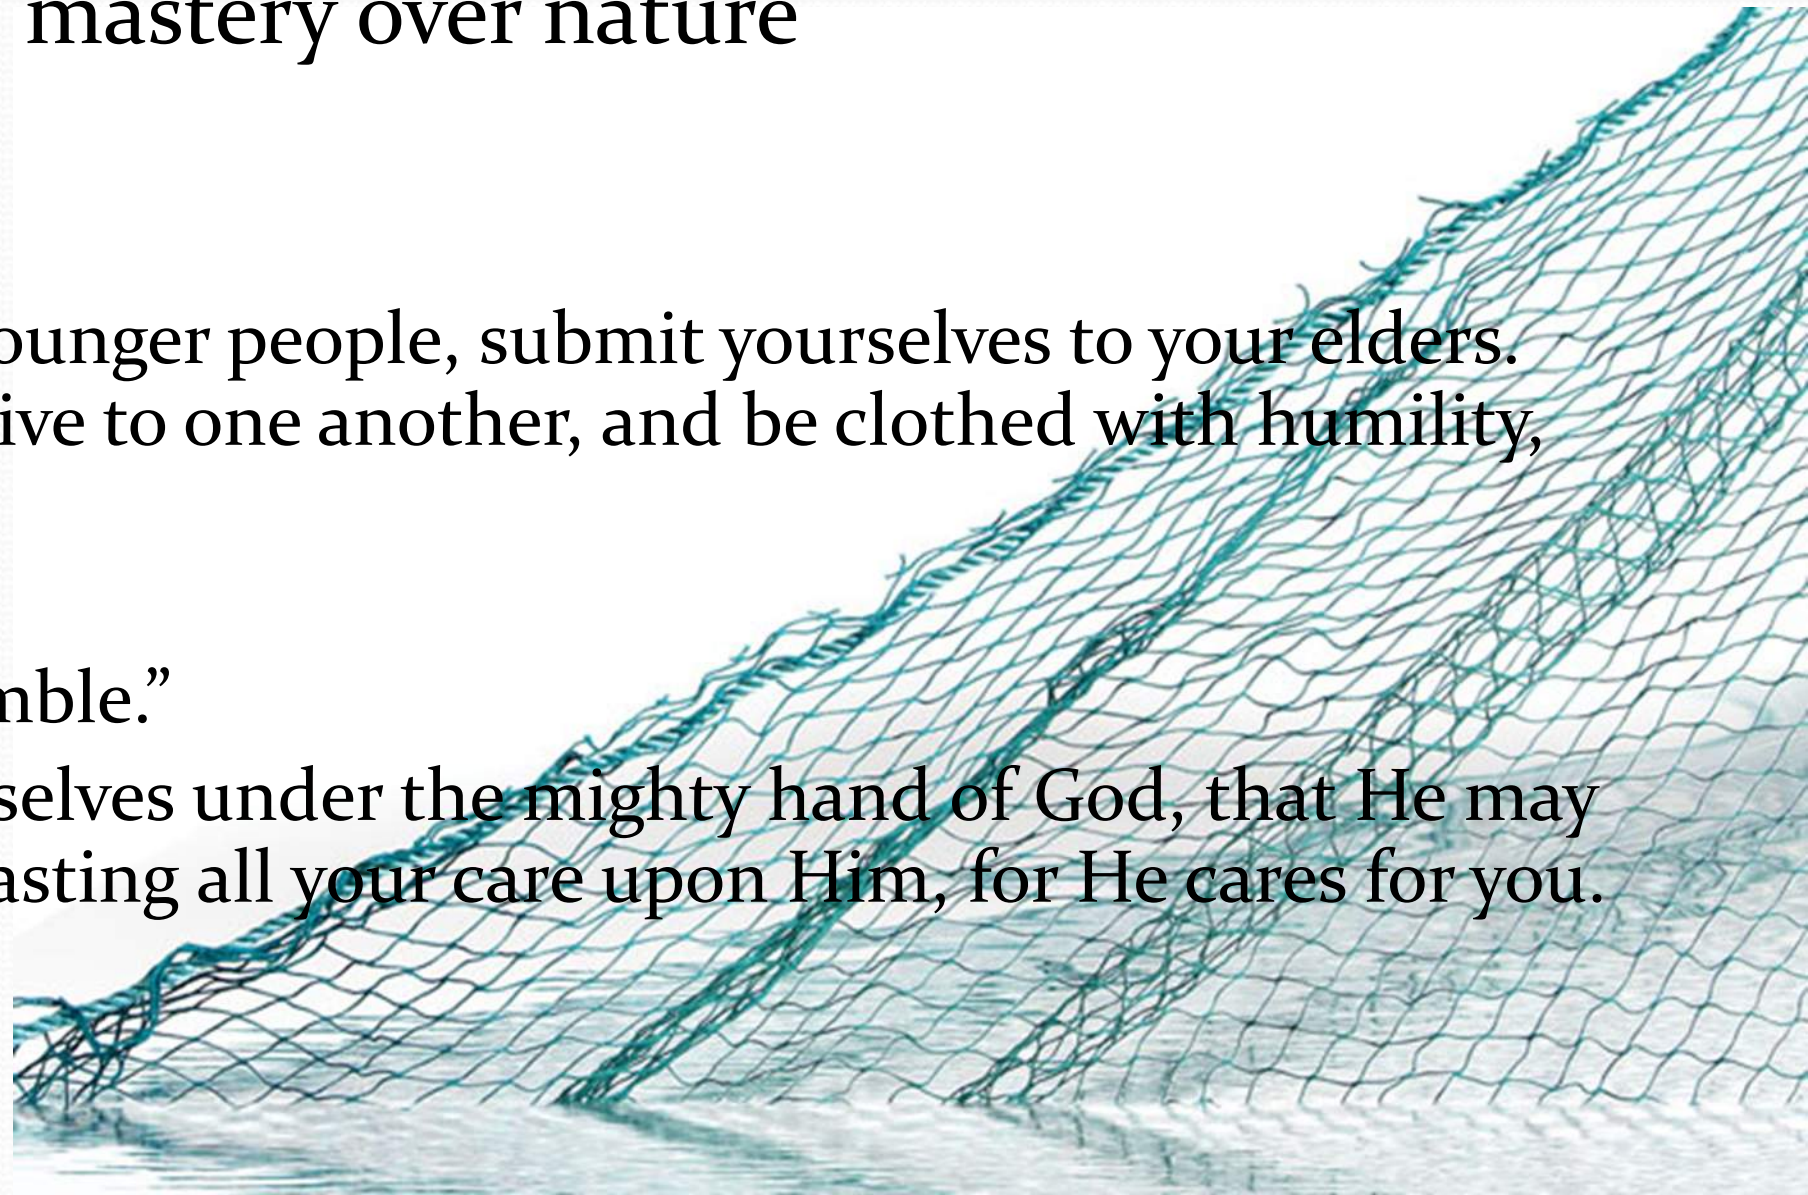 mastery over nature
ounger people, submit yourselves to your elders.
ive to one another, and be clothed with humility,
mble.”
selves under the mighty hand of God, that He may
asting all your care upon Him, for He cares for you.